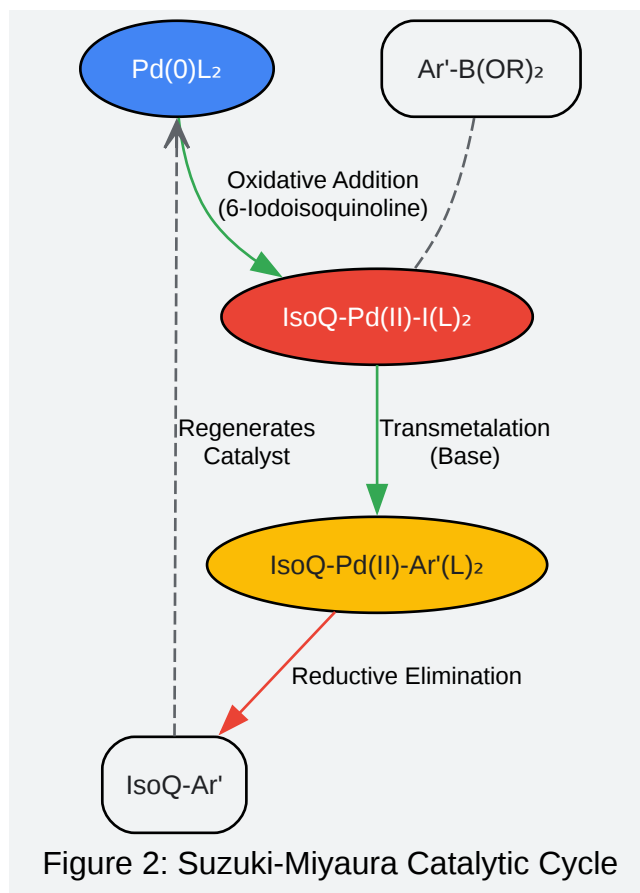 Pd(0)L₂
Ar'-B(OR)₂
Oxidative Addition
(6-Iodoisoquinoline)
IsoQ-Pd(II)-I(L)₂
Regenerates
Catalyst
Transmetalation
(Base)
IsoQ-Pd(II)-Ar'(L)₂
Reductive Elimination
IsoQ-Ar'
Figure 2: Suzuki-Miyaura Catalytic Cycle